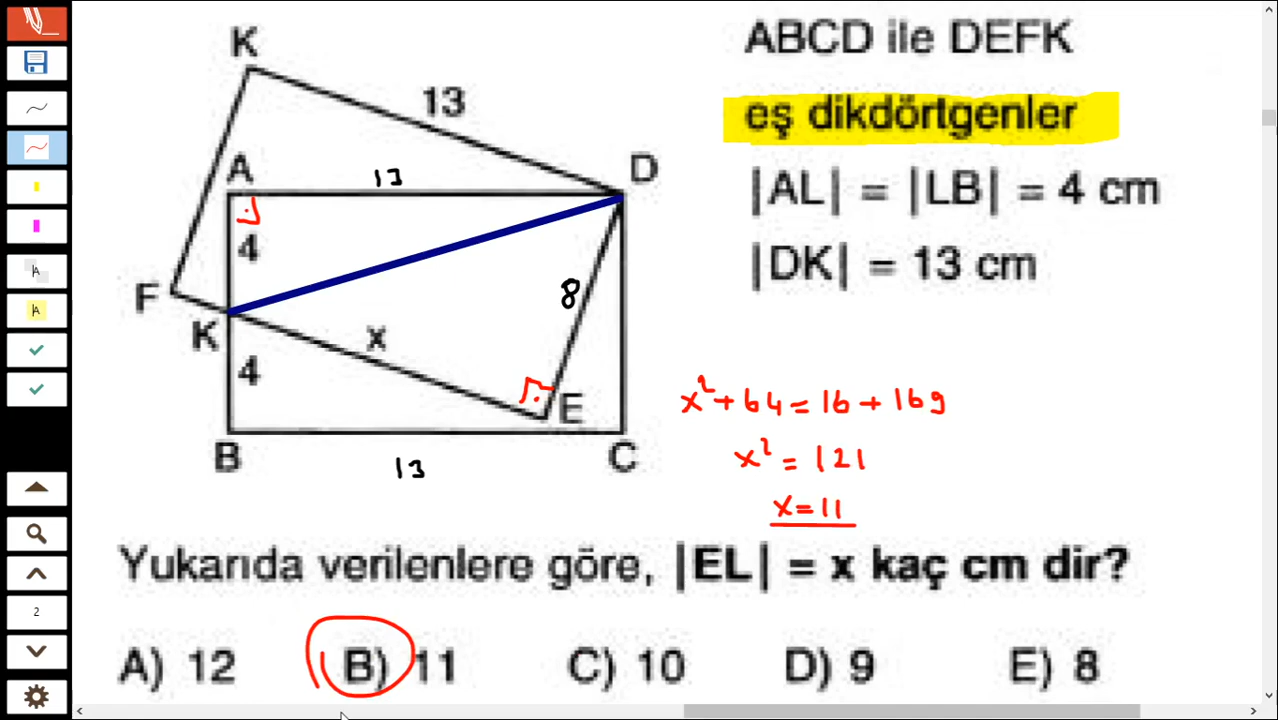 K
13
A
13
D
4
8
F
K
x
4
E
B
13
C
ABCD ile DEFK
eş dikdörtgenler
|AL| = |LB| = 4 cm
|DK| = 13 cm
x² + 64 = 16 + 169
x² = 121
x = 11
Yukarıda verilenlere göre, |EL| = x kaç cm dir?
A) 12 B) 11 C) 10 D) 9 E) 8
A
A
2